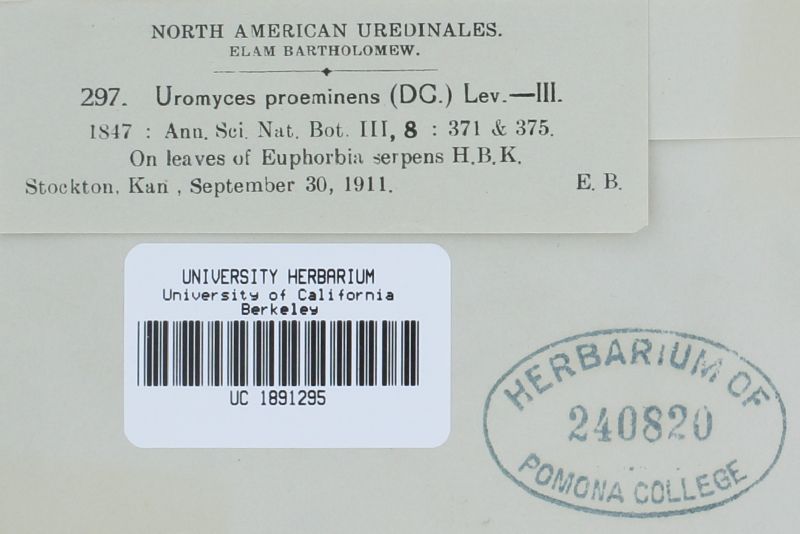 NORTH AMERICAN UREDINALES.
ELAM BARTHOLOMEW.
297. Uromyces proeminens (DC.) Lev.—III.
1847 : Ann. Sci. Nat. Bot. III, 8 : 371 & 375.
On leaves of Euphorbia serpens H.B.K.
Stockton, Kan , September 30, 1911. E. B.
UNIVERSITY HERBARIUM
University of California
Berkeley
UC 1891295
HERBARIUM OF
240820
POMONA COLLEGE